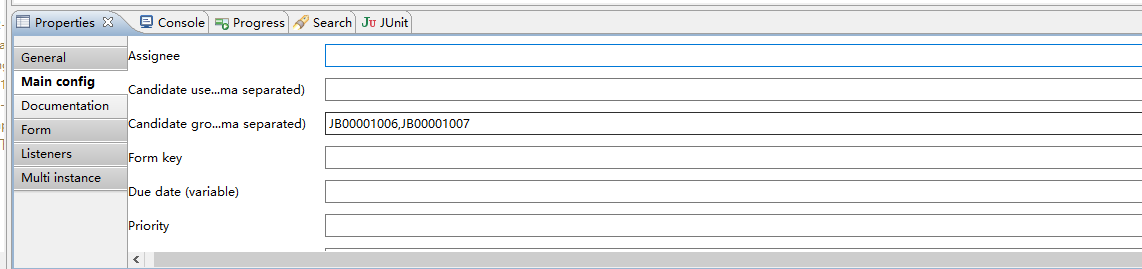 Properties Console Progress Search JUnit
General
Main config
Documentation
Form
Listeners
Multi instance
Assignee
Candidate use...ma separated)
Candidate gro...ma separated) JB00001006,JB00001007
Form key
Due date (variable)
Priority